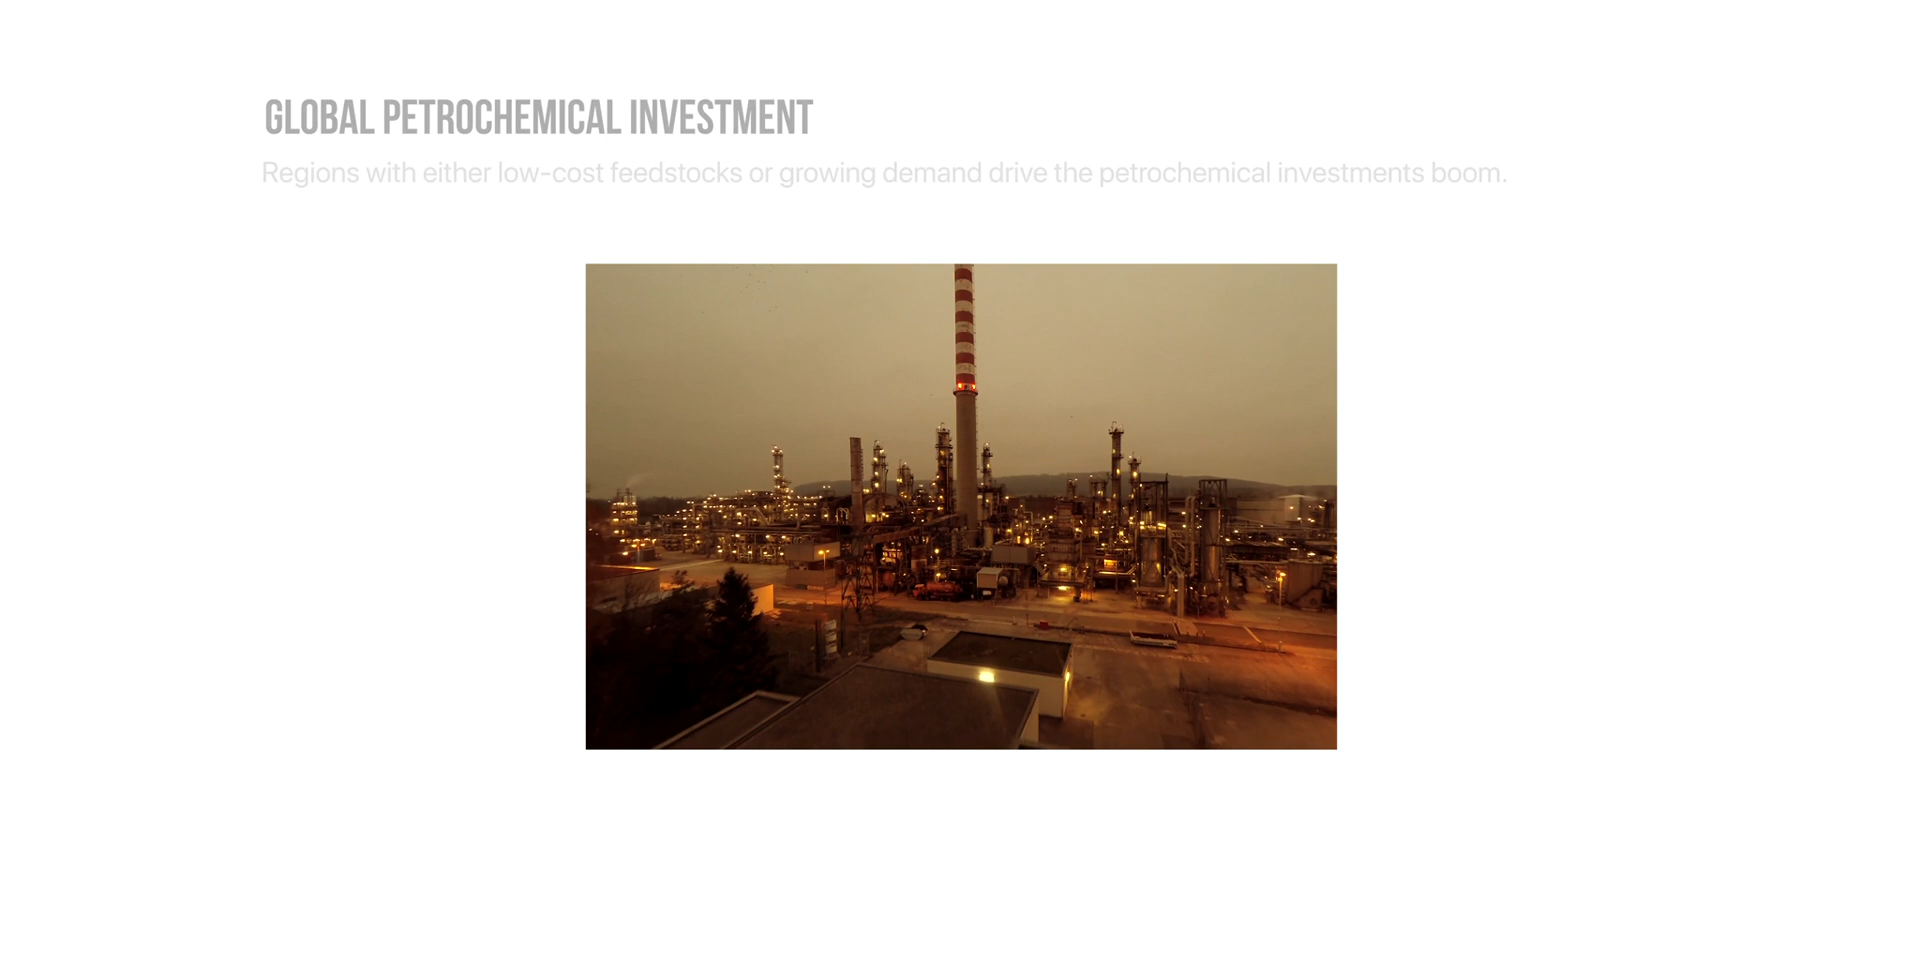 GLOBAL PETROCHEMICAL INVESTMENT
Regions with either low-cost feedstocks or growing demand drive the petrochemical investments boom.